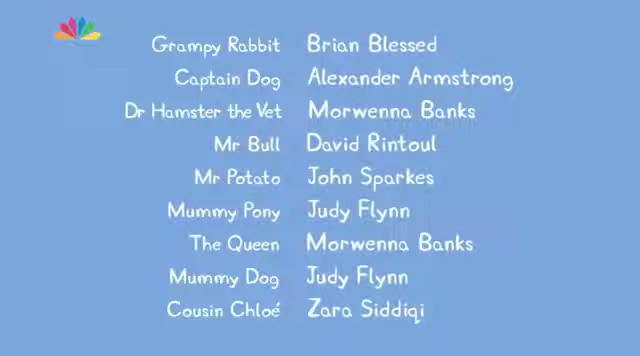 Grampy Rabbit Brian Blessed
Captain Dog Alexander Armstrong
Dr Hamster the Vet Morwenna Banks
Mr Bull David Rintoul
Mr Potato John Sparkes
Mummy Pony Judy Flynn
The Queen Morwenna Banks
Mummy Dog Judy Flynn
Cousin Chloé Zara Siddiqi